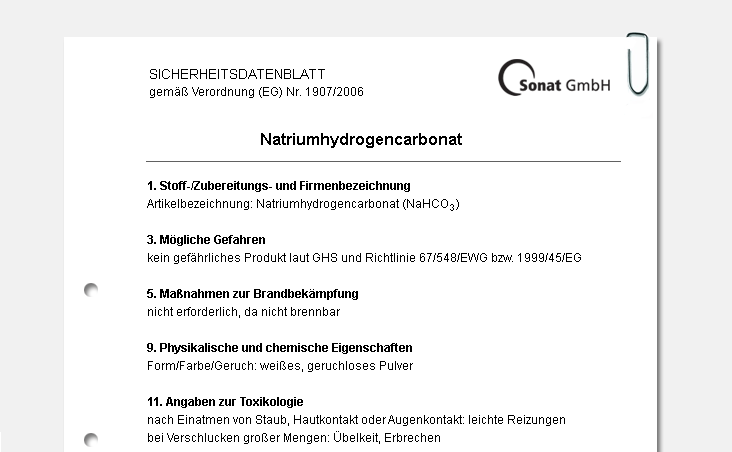 SICHERHEITSDATENBLATT
gemäß Verordnung (EG) Nr. 1907/2006
Sonat GmbH
Natriumhydrogencarbonat
1. Stoff-/Zubereitungs- und Firmenbezeichnung
Artikelbezeichnung: Natriumhydrogencarbonat (NaHCO₃)
3. Mögliche Gefahren
kein gefährliches Produkt laut GHS und Richtlinie 67/548/EWG bzw. 1999/45/EG
5. Maßnahmen zur Brandbekämpfung
nicht erforderlich, da nicht brennbar
9. Physikalische und chemische Eigenschaften
Form/Farbe/Geruch: weißes, geruchloses Pulver
11. Angaben zur Toxikologie
nach Einatmen von Staub, Hautkontakt oder Augenkontakt: leichte Reizungen
bei Verschlucken großer Mengen: Übelkeit, Erbrechen